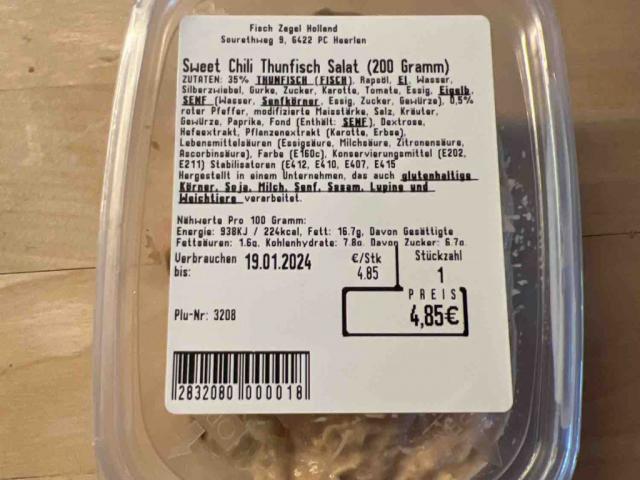 Fisch Zegel Holland
Sourethweg 9, 6422 PC Heerlen
Sweet Chili Thunfisch Salat (200 Gramm)
ZUTATEN: 35% THUNFISCH (FISCH), Rapsöl, EI, Wasser,
Silberzwiebel, Gurke, Zucker, Karotte, Tomate, Essig, Eigelb,
SENF (Wasser, Senfkörner, Essig, Zucker, Gewürze), 0,5%
roter Pfeffer, modifizierte Maisstärke, Salz, Kräuter,
Gewürze, Paprika, Fond (Enthält: SENF), Dextrose,
Hefeextrakt, Pflanzenextrakt (Karotte, Erbse),
Lebensmittelsäuren (Essigsäure, Milchsäure, Zitronensäure,
Ascorbinsäure), Farbe (E160c), Konservierungsmittel (E202,
E211) Stabilisatoren (E412, E410, E407, E415
Hergestellt in einem Unternehmen, das auch glutenhaltige
Körner, Soja, Milch, Senf, Sesam, Lupine und
Weichtiere verarbeitet.
Nährwerte Pro 100 Gramm:
Energie: 938KJ / 224kcal, Fett: 16.7g, Davon Gesättigte
Fettsäuren: 1.6g, Kohlenhydrate: 7.8g, Davon Zucker: 6.7g,
Verbrauchen bis: 19.01.2024
€/Stk 4.85
Stückzahl 1
PREIS
4,85€
Plu-Nr: 3208
2832080 000018